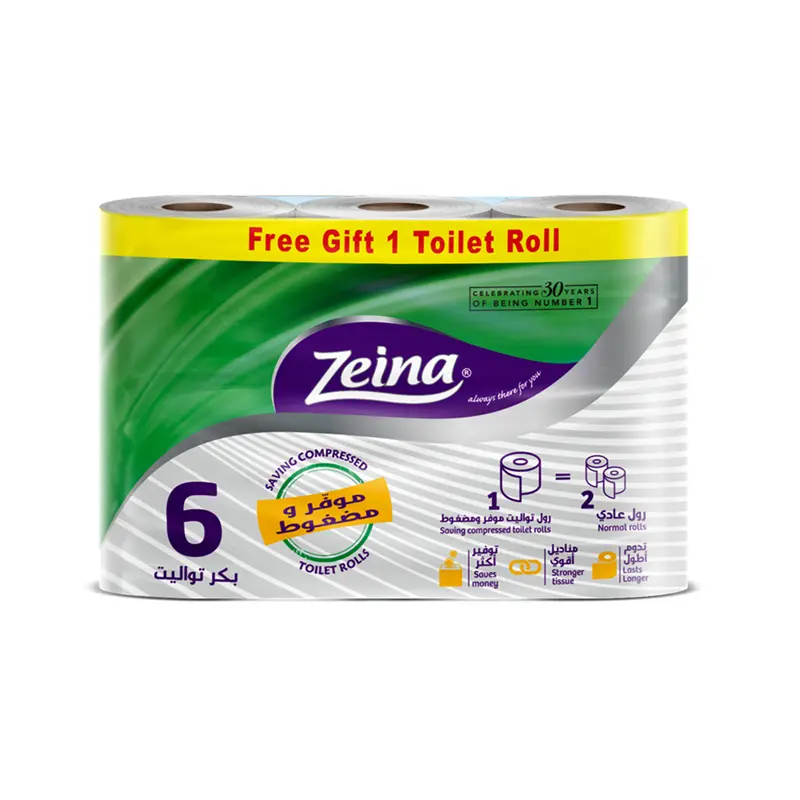 Free Gift 1 Toilet Roll
CELEBRATING 30 YEARS
OF BEING NUMBER 1
Zeina®
always there for you
SAVING COMPRESSED
موفّر و
مضغوط
TOILET ROLLS
6
بكر تواليت
1 = 2
رول تواليت موفر ومضغوط
Saving compressed toilet rolls
رول عادي
Normal rolls
توفير
أكثر
Saves
money
مناديل
أقوي
Stronger
tissue
تدوم
أطول
Lasts
Longer